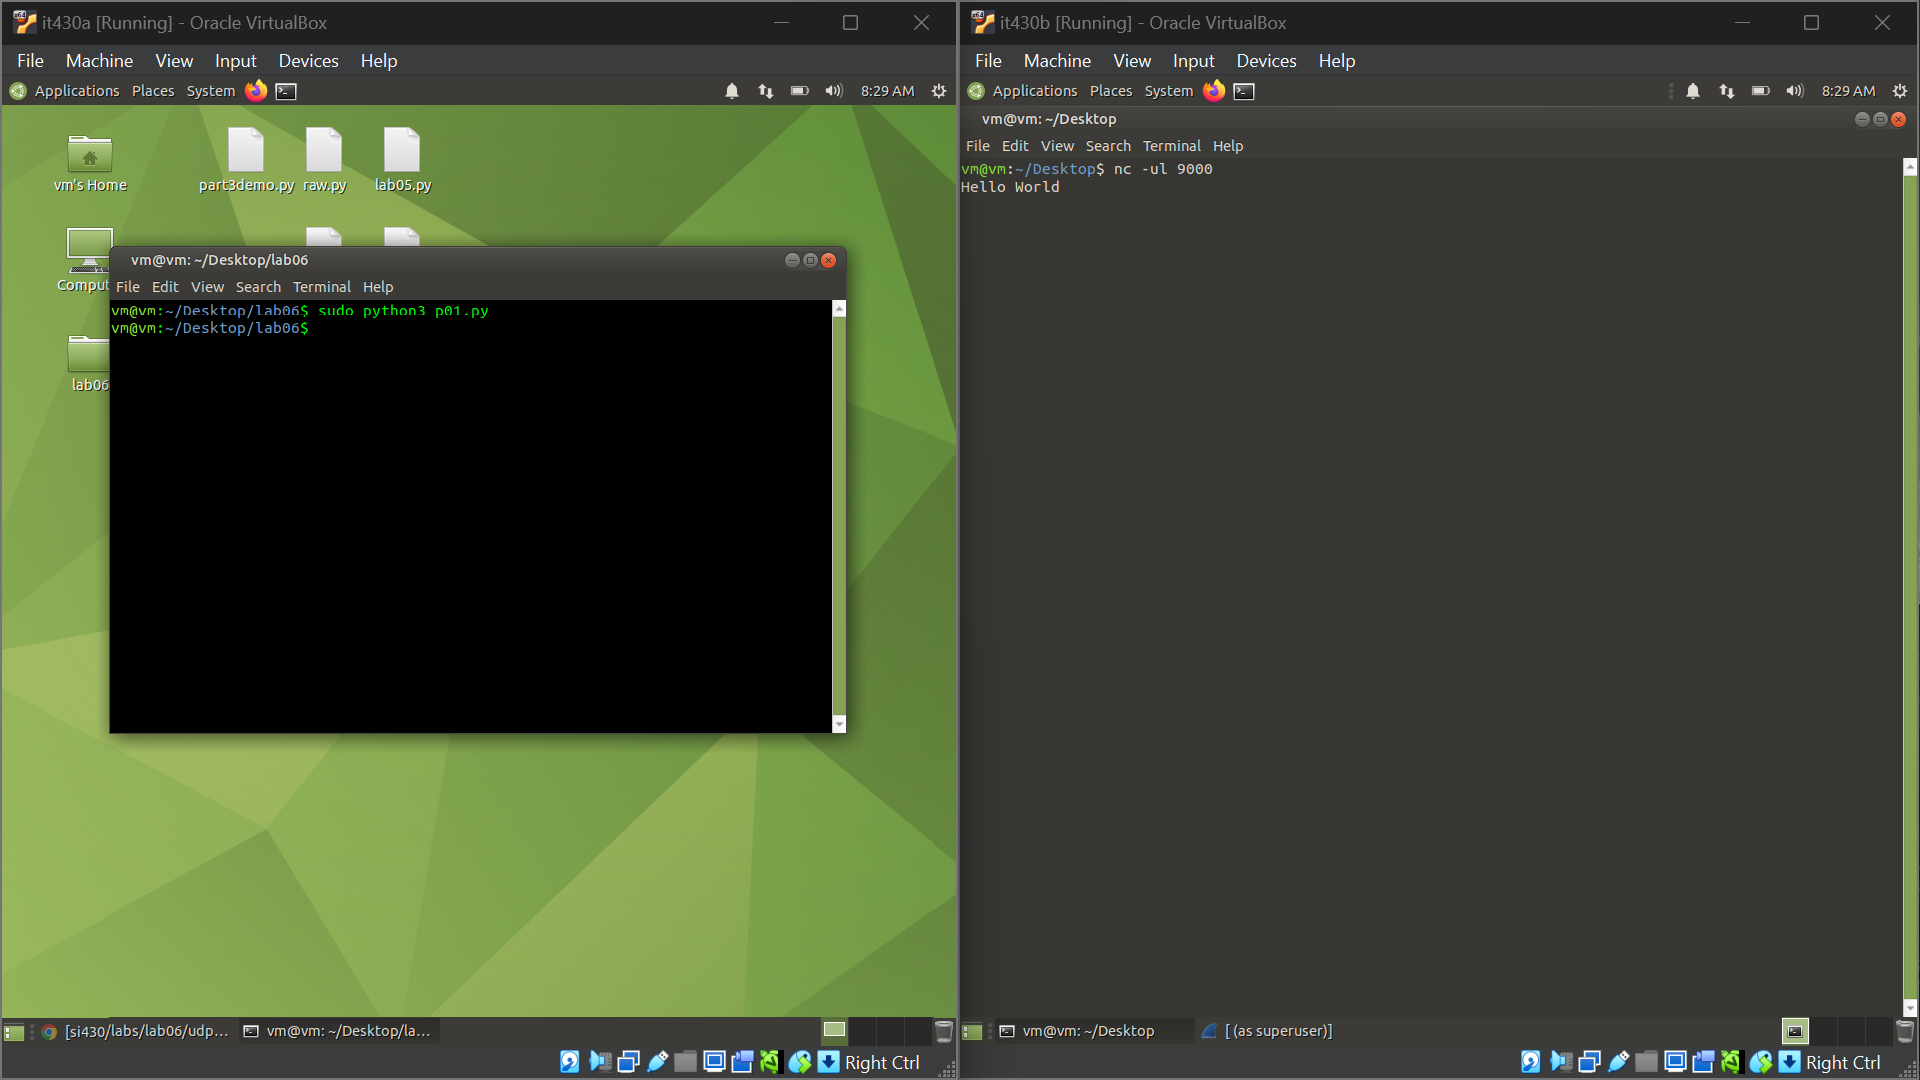 it430a [Running] - Oracle VirtualBox
File Machine View Input Devices Help
Applications Places System 8:29 AM
vm's Home
part3demo.py
raw.py
lab05.py
Comput
lab06
vm@vm: ~/Desktop/lab06
File Edit View Search Terminal Help
vm@vm:~/Desktop/lab06$ sudo python3 p01.py
vm@vm:~/Desktop/lab06$
[si430/labs/lab06/udp... vm@vm: ~/Desktop/la...
Right Ctrl
it430b [Running] - Oracle VirtualBox
File Machine View Input Devices Help
Applications Places System 8:29 AM
vm@vm: ~/Desktop
File Edit View Search Terminal Help
vm@vm:~/Desktop$ nc -ul 9000
Hello World
vm@vm: ~/Desktop [ (as superuser)]
Right Ctrl